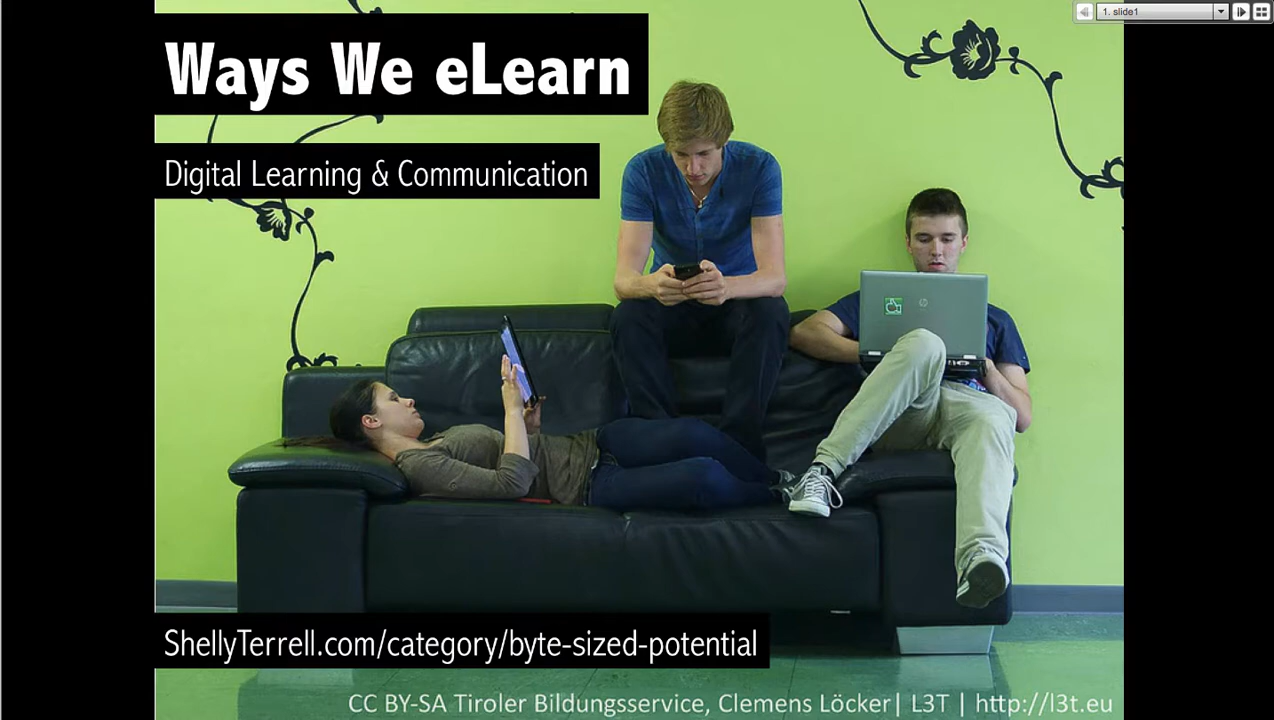 1. slide1
Ways We eLearn
Digital Learning & Communication
hp
ShellyTerrell.com/category/byte-sized-potential
CC BY-SA Tiroler Bildungsservice, Clemens Löcker| L3T | http://l3t.eu